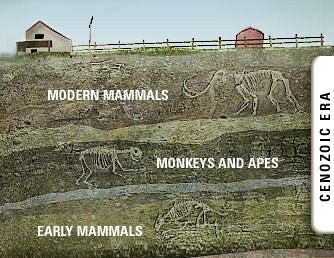 MODERN MAMMALS
MONKEYS AND APES
EARLY MAMMALS
CENOZOIC ERA